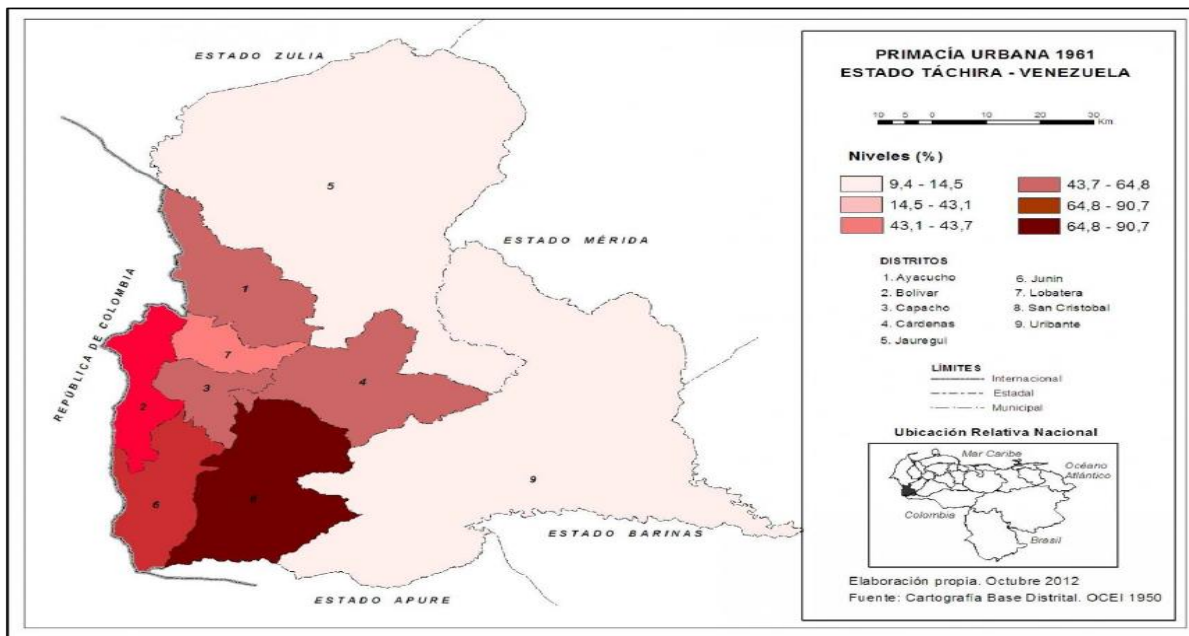 ESTADO ZULIA
5
ESTADO MÉRIDA
REPÚBLICA DE COLOMBIA
1
7
3
4
2
6
8
9
ESTADO BARINAS
ESTADO APURE
PRIMACÍA URBANA 1961
ESTADO TÁCHIRA - VENEZUELA
10 5 0 10 20 30
Km.
Niveles (%)
9,4 - 14,5
14,5 - 43,1
43,1 - 43,7
43,7 - 64,8
64,8 - 90,7
64,8 - 90,7
DISTRITOS
1. Ayacucho
2. Bolivar
3. Capacho
4. Cárdenas
5. Jauregui
6. Junin
7. Lobatera
8. San Cristobal
9. Uribante
LÍMITES
Internacional
Estadal
Municipal
Ubicación Relativa Nacional
Mar Caribe
Océano
Atlántico
Colombia
Brasil
Elaboración propia. Octubre 2012
Fuente: Cartografía Base Distrital. OCEI 1950